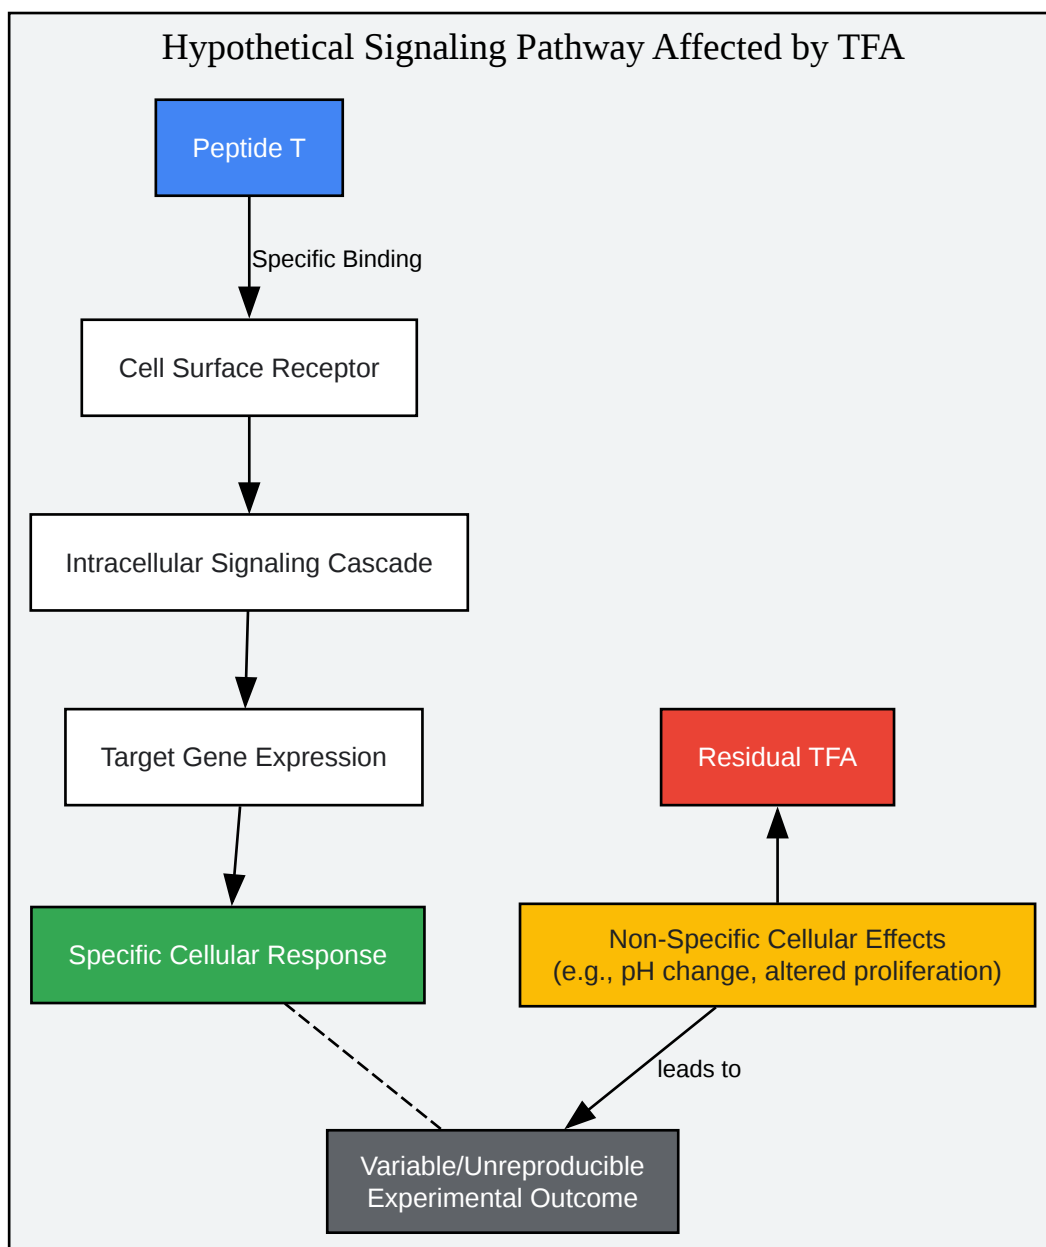 Hypothetical Signaling Pathway Affected by TFA
Peptide T
Specific Binding
Cell Surface Receptor
Intracellular Signaling Cascade
Target Gene Expression
Residual TFA
Specific Cellular Response
Non-Specific Cellular Effects
(e.g., pH change, altered proliferation)
leads to
Variable/Unreproducible
Experimental Outcome